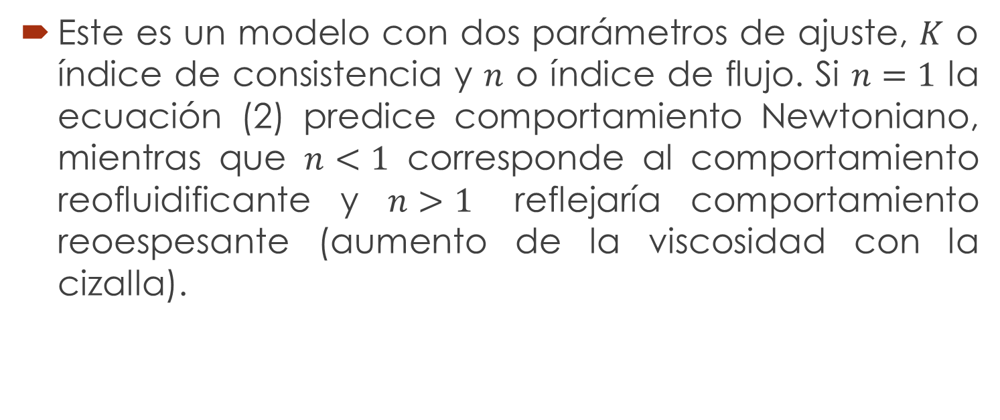 Este es un modelo con dos parámetros de ajuste, K o
índice de consistencia y n o índice de flujo. Si n = 1 la
ecuación (2) predice comportamiento Newtoniano,
mientras que n < 1 corresponde al comportamiento
reofluidificante y n > 1 reflejaría comportamiento
reoespesante (aumento de la viscosidad con la
cizalla).